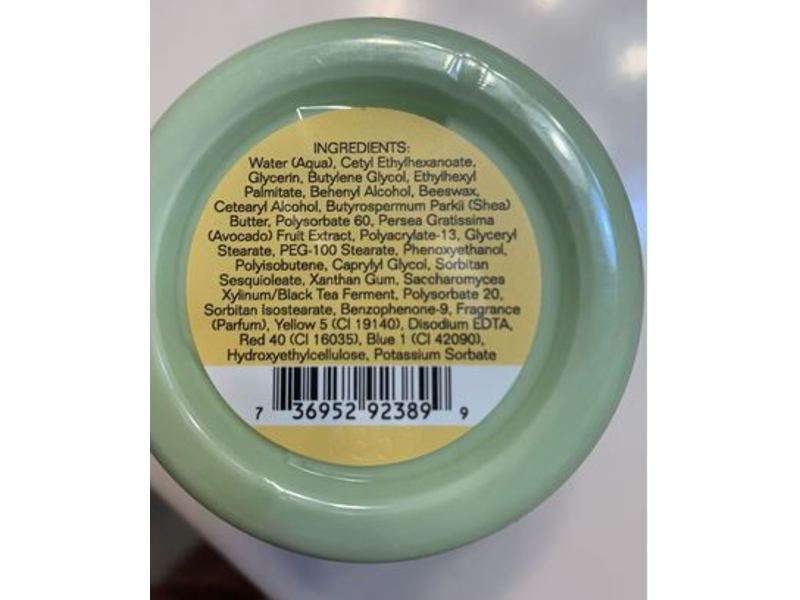 INGREDIENTS:
Water (Aqua), Cetyl Ethylhexanoate,
Glycerin, Butylene Glycol, Ethylhexyl
Palmitate, Behenyl Alcohol, Beeswax,
Cetearyl Alcohol, Butyrospermum Parkii (Shea)
Butter, Polysorbate 60, Persea Gratissima
(Avocado) Fruit Extract, Polyacrylate-13, Glyceryl
Stearate, PEG-100 Stearate, Phenoxyethanol,
Polyisobutene, Caprylyl Glycol, Sorbitan
Sesquioleate, Xanthan Gum, Saccharomyces
Xylinum/Black Tea Ferment, Polysorbate 20,
Sorbitan Isostearate, Benzophenone-9, Fragrance
(Parfum), Yellow 5 (CI 19140), Disodium EDTA,
Red 40 (CI 16035), Blue 1 (CI 42090),
Hydroxyethylcellulose, Potassium Sorbate
7 36952 92389 9